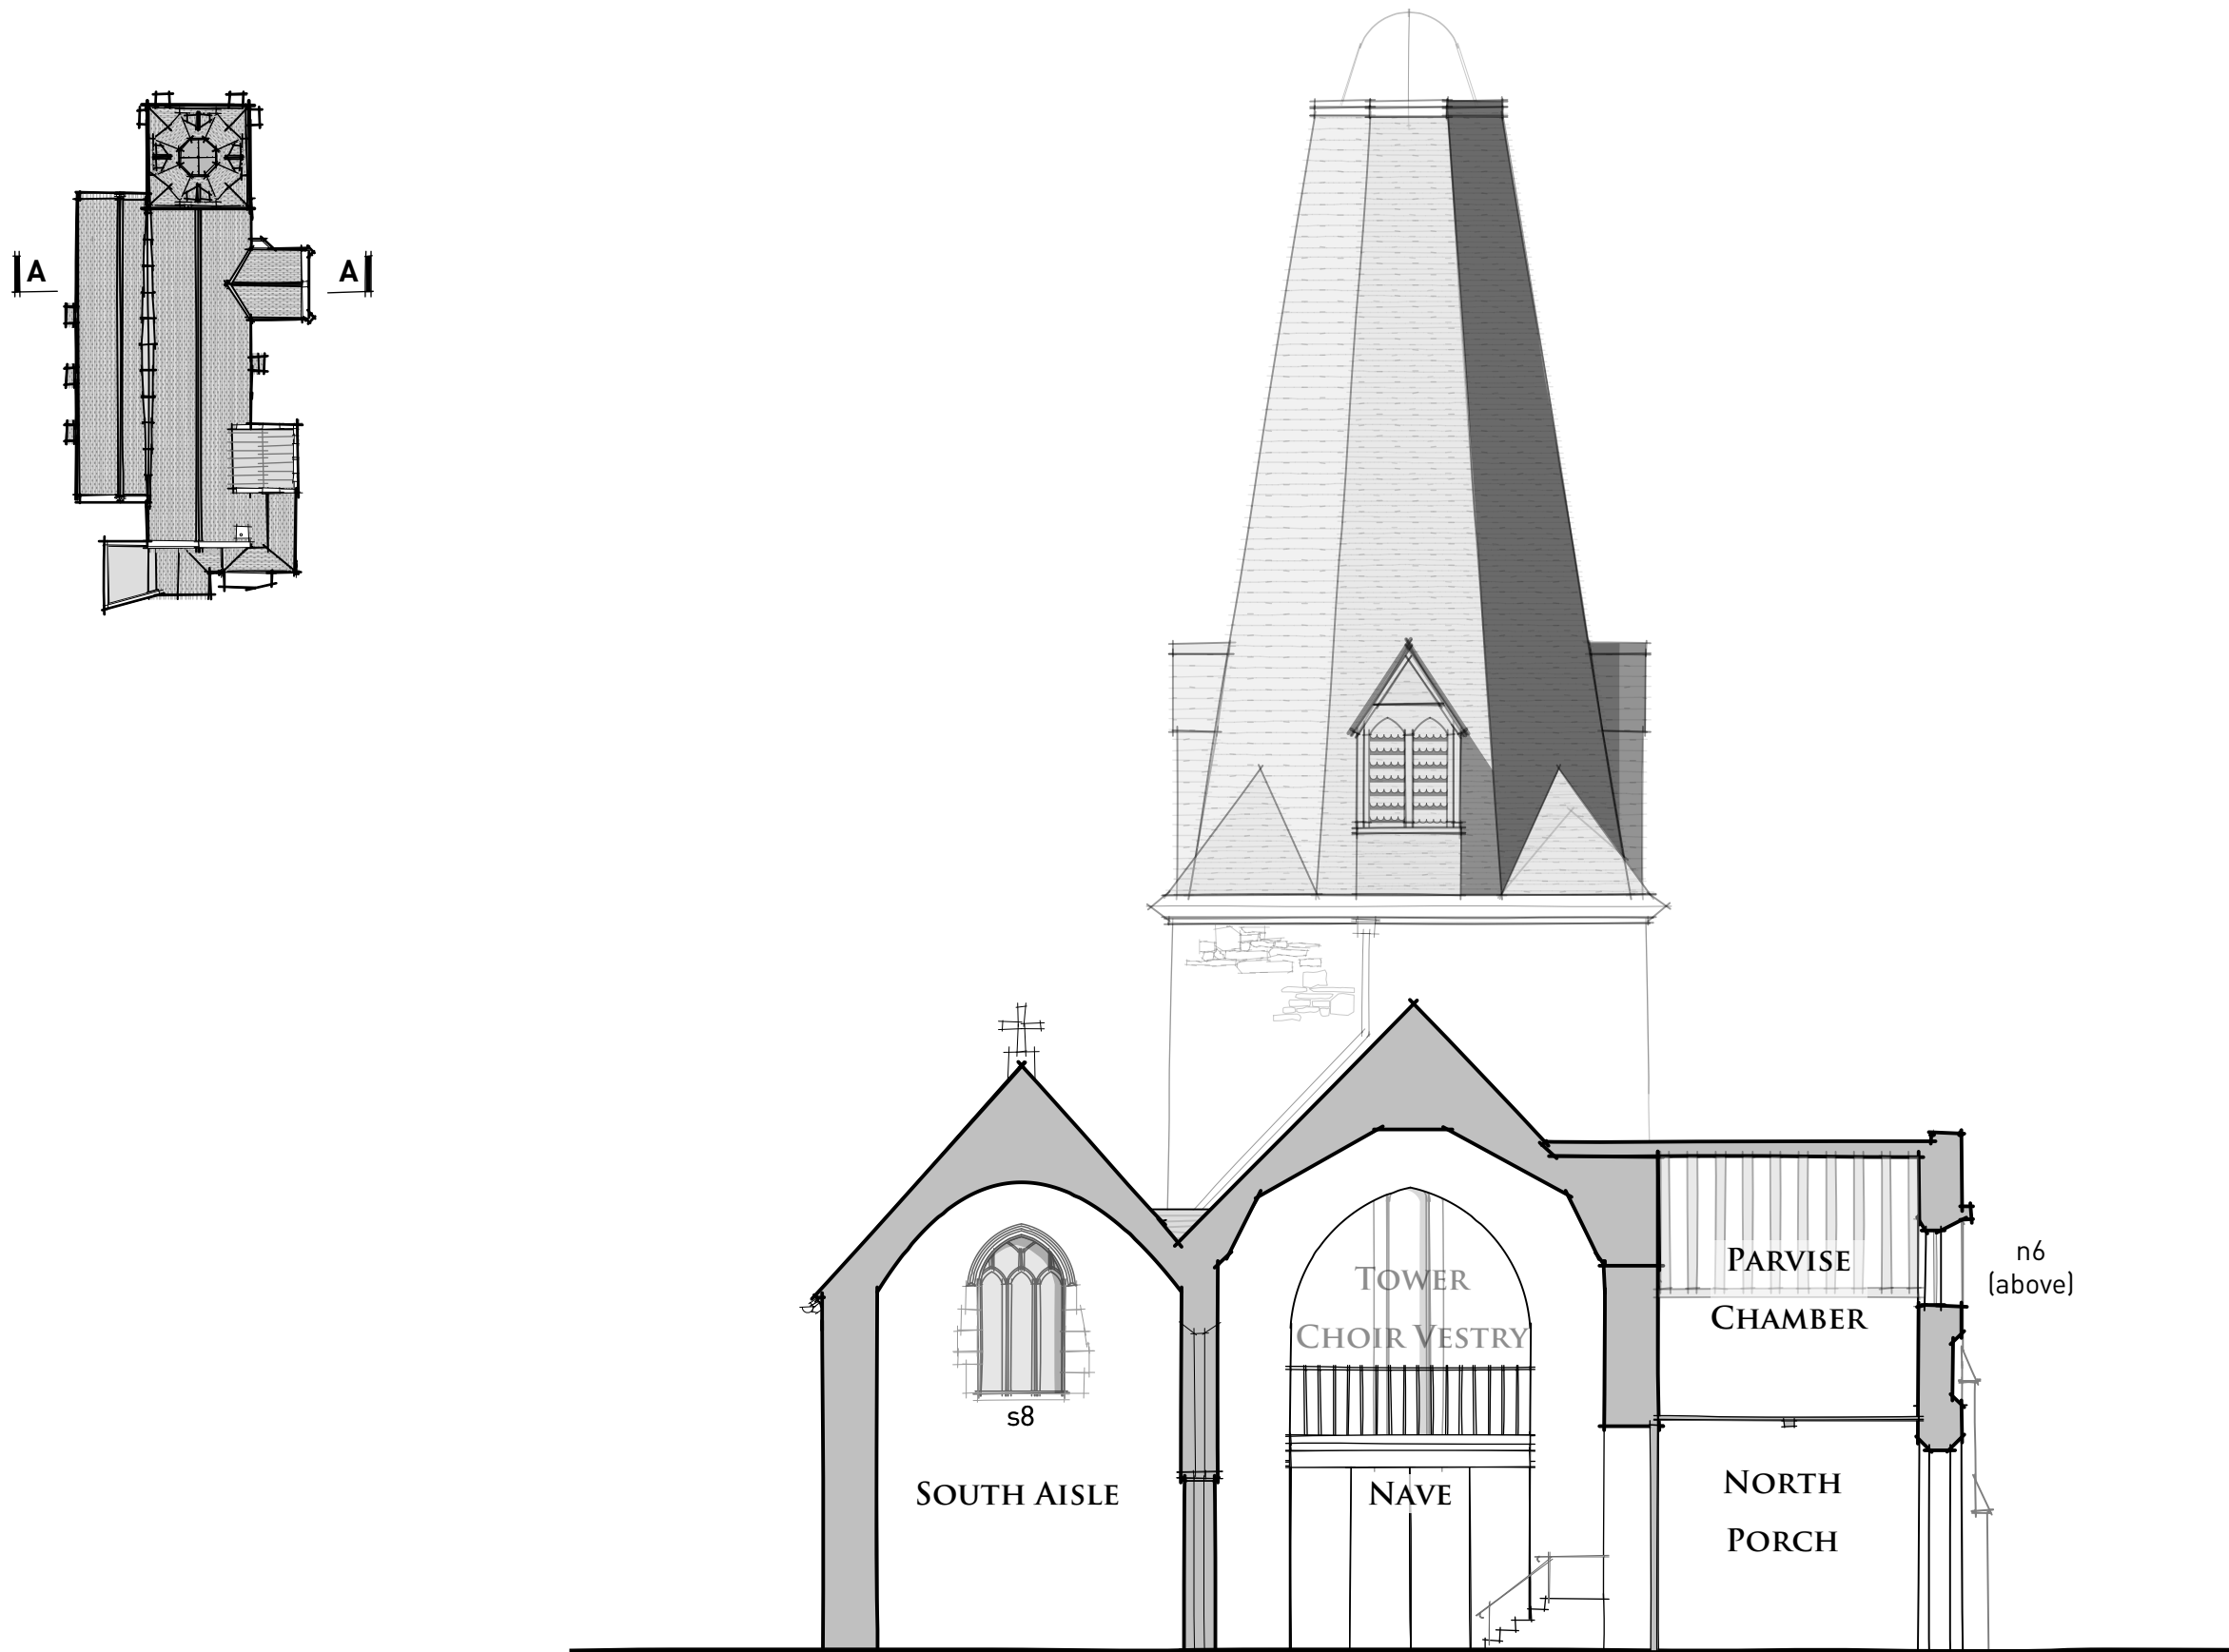 A
A
n6
(above)
PARVISE
CHAMBER
TOWER
CHOIR VESTRY
s8
SOUTH AISLE
NAVE
NORTH
PORCH